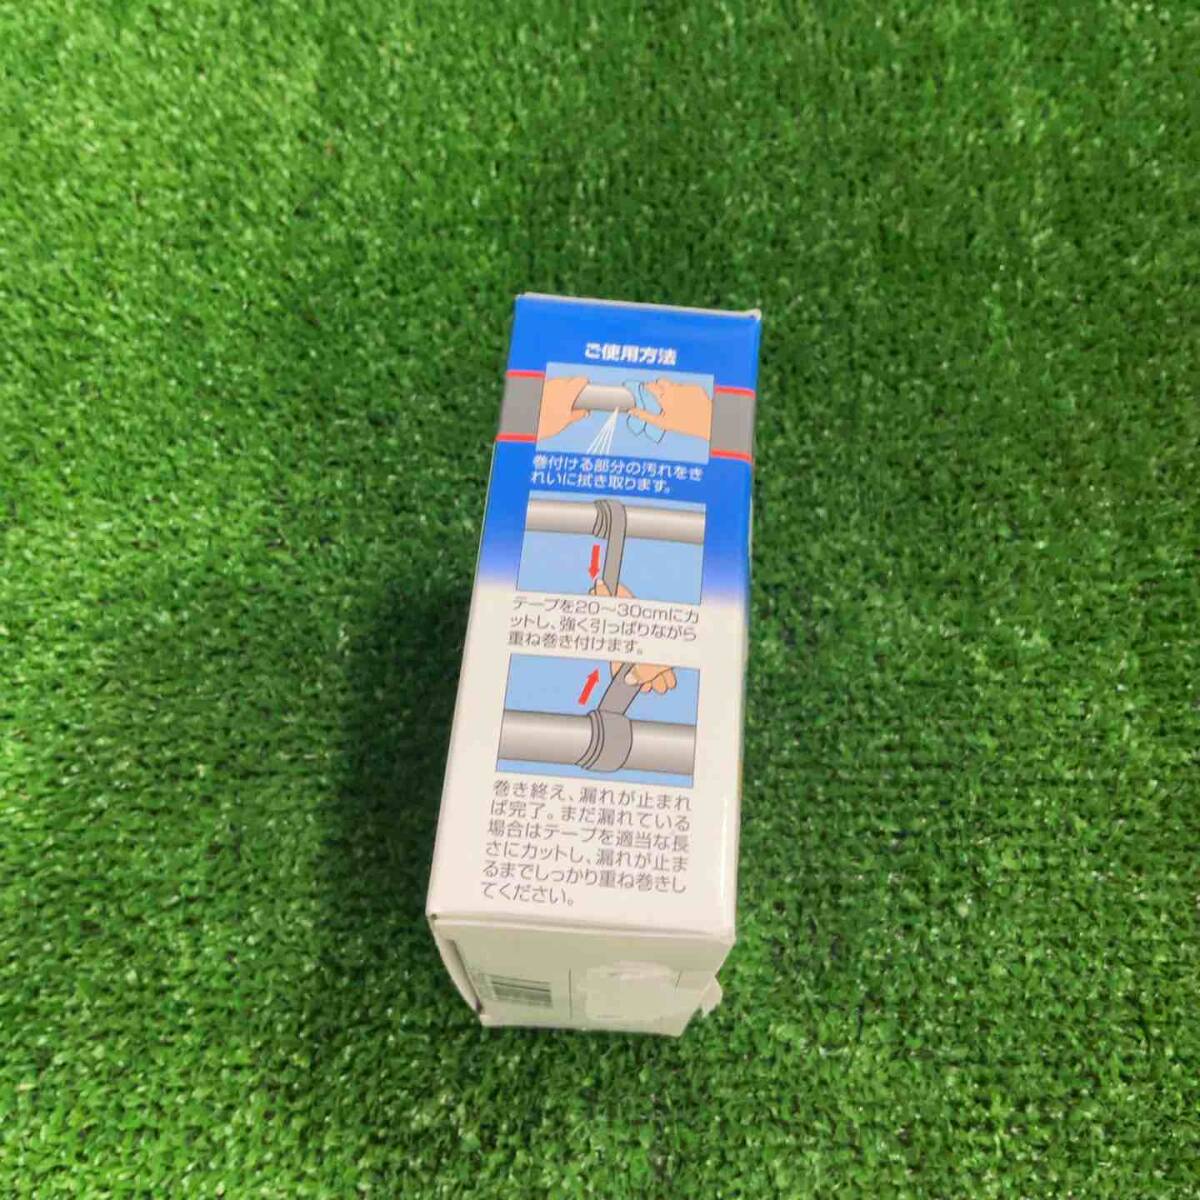 ご使用方法
巻付ける部分の汚れをき
れいに拭き取ります。
テープを20～30cmにカ
ットし、強く引っぱりながら
重ね巻き付けます。
巻き終え、漏れが止まれ
ば完了。まだ漏れている
場合はテープを適当な長
さにカットし、漏れが止ま
るまでしっかり重ね巻きし
てください。